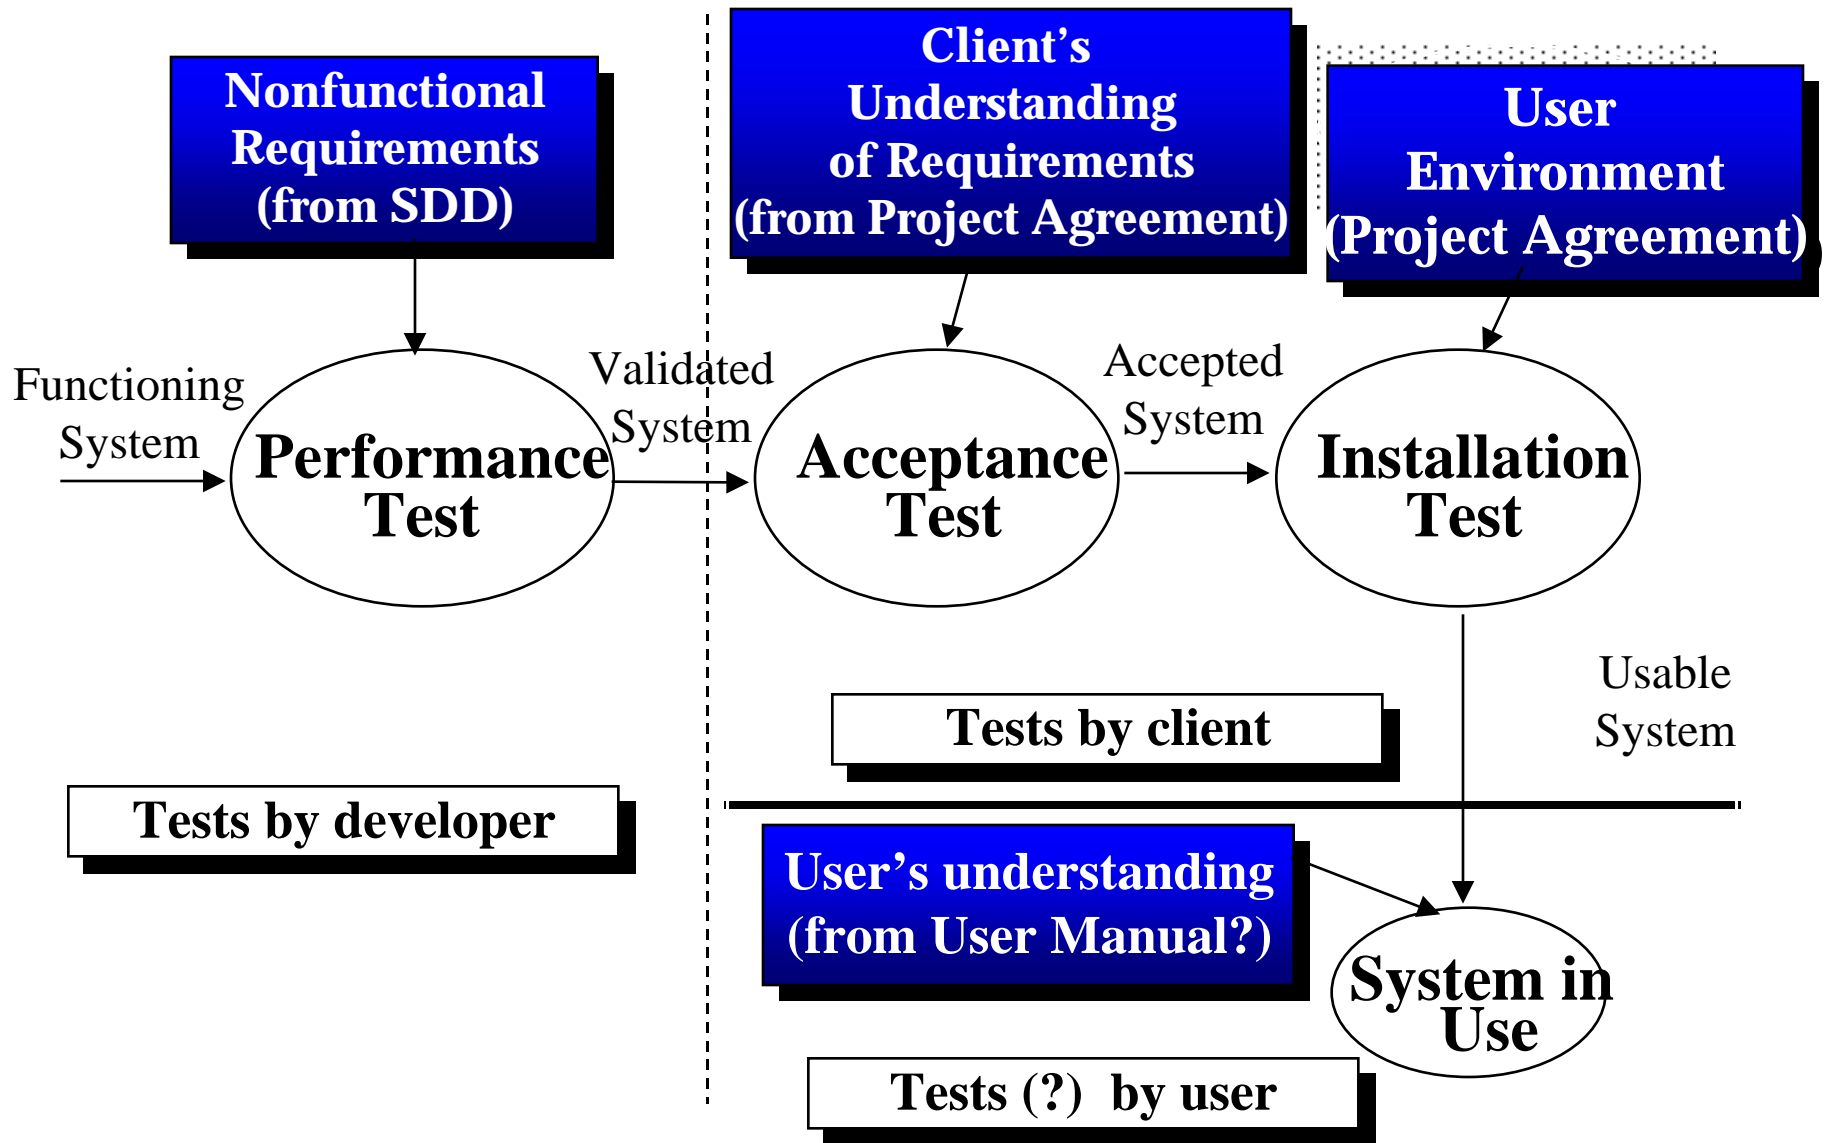 Nonfunctional
Requirements
(from SDD)
Client’s
Understanding
of Requirements
(from Project Agreement)
User
Environment
(Project Agreement)
Functioning
System
Performance
Test
Validated
System
Acceptance
Test
Accepted
System
Installation
Test
Usable
System
Tests by client
Tests by developer
User’s understanding
(from User Manual?)
System in
Use
Tests (?)  by user